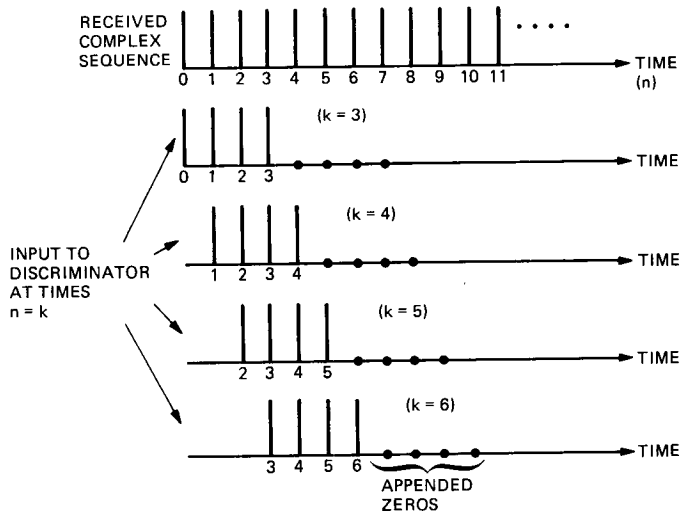 RECEIVED
COMPLEX
SEQUENCE
. . . .
0 1 2 3 4 5 6 7 8 9 10 11
TIME
(n)
(k = 3)
0 1 2 3
TIME
(k = 4)
1 2 3 4
TIME
INPUT TO
DISCRIMINATOR
AT TIMES
n = k
(k = 5)
2 3 4 5
TIME
(k = 6)
3 4 5 6
TIME
APPENDED
ZEROS